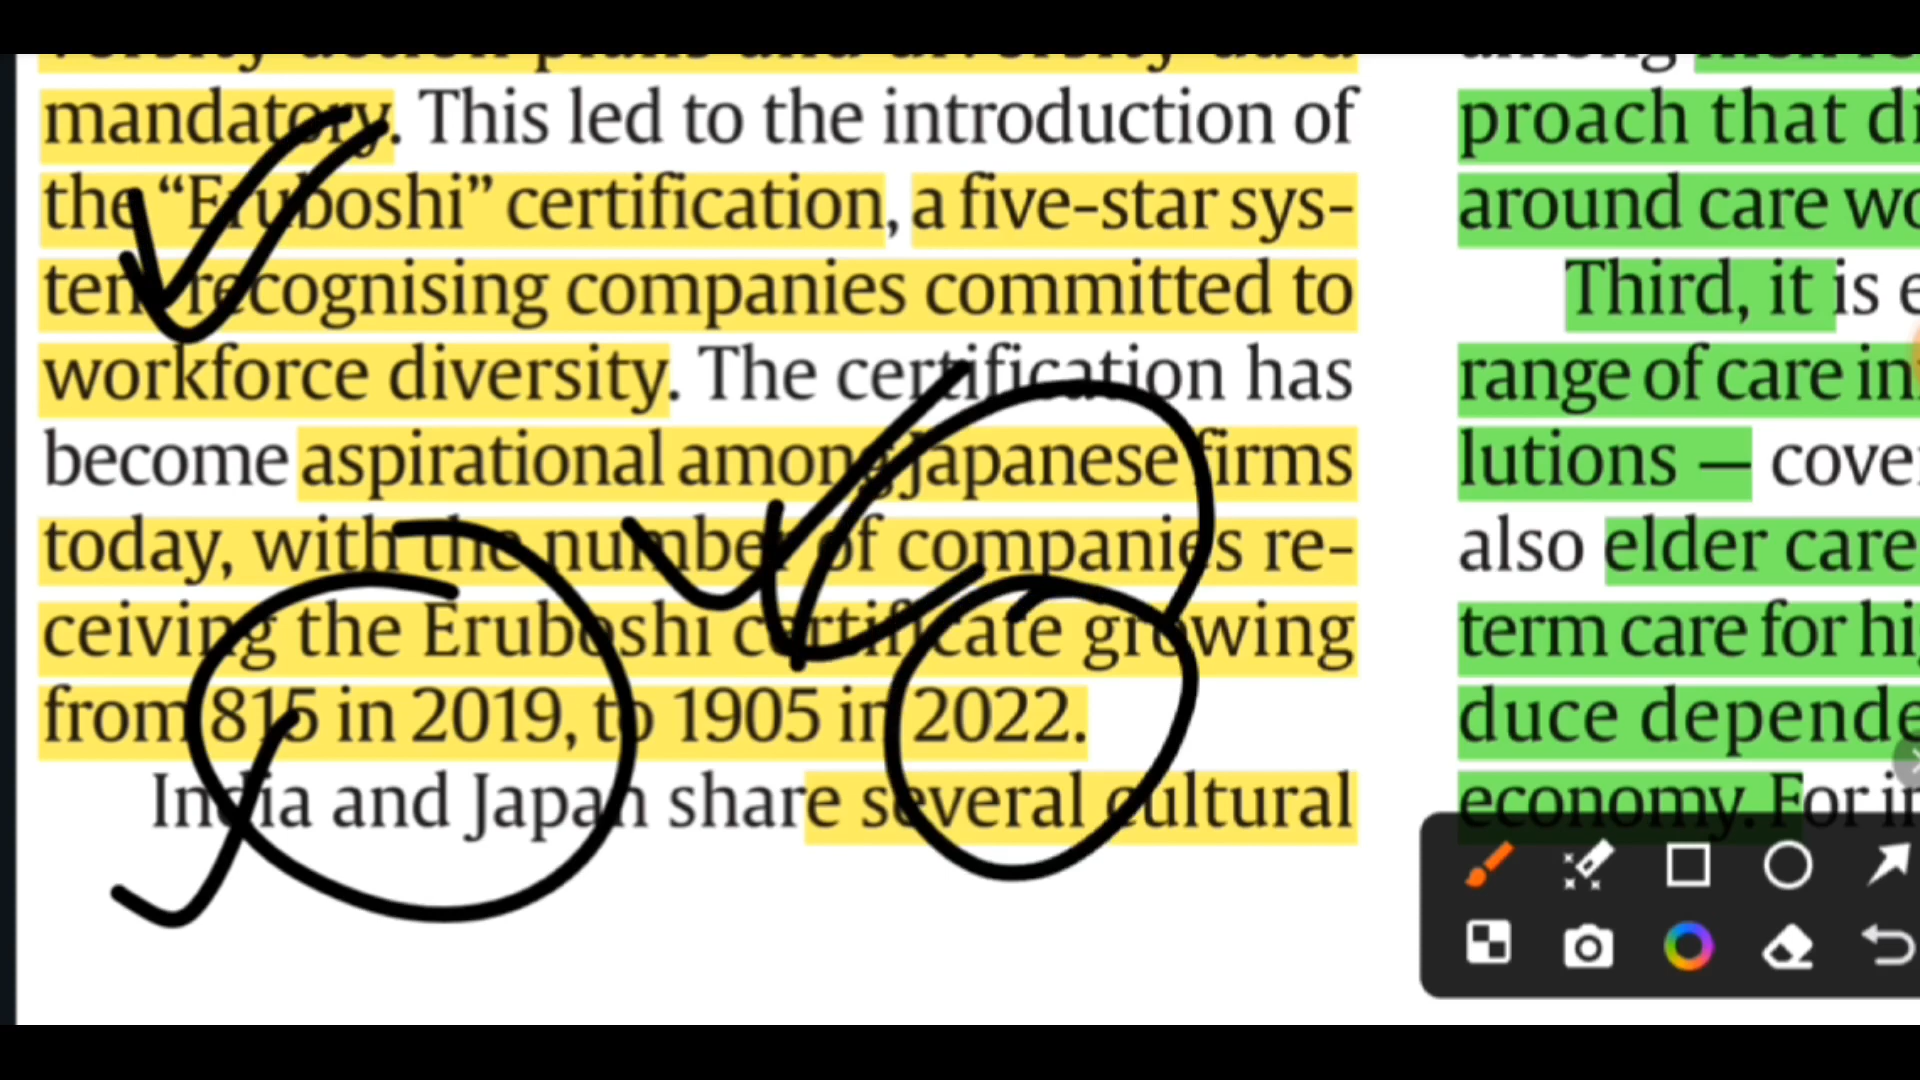 mandatory. This led to the introduction of
the “Eruboshi” certification, a five-star sys-
tem recognising companies committed to
workforce diversity. The certification has
become aspirational among Japanese firms
today, with the number of companies re-
ceiving the Eruboshi certificate growing
from 815 in 2019, to 1905 in 2022.
India and Japan share several cultural
proach that di
around care wo
Third, it is e
range of care in
lutions — cove
also elder care
term care for hi
duce depende
economy. For in